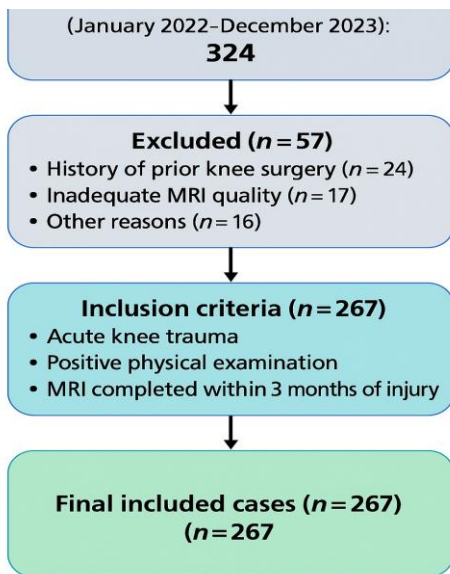 (January 2022–December 2023):
324
Excluded (n = 57)
• History of prior knee surgery (n = 24)
• Inadequate MRI quality (n = 17)
• Other reasons (n = 16)
Inclusion criteria (n = 267)
• Acute knee trauma
• Positive physical examination
• MRI completed within 3 months of injury
Final included cases (n = 267)
(n = 267